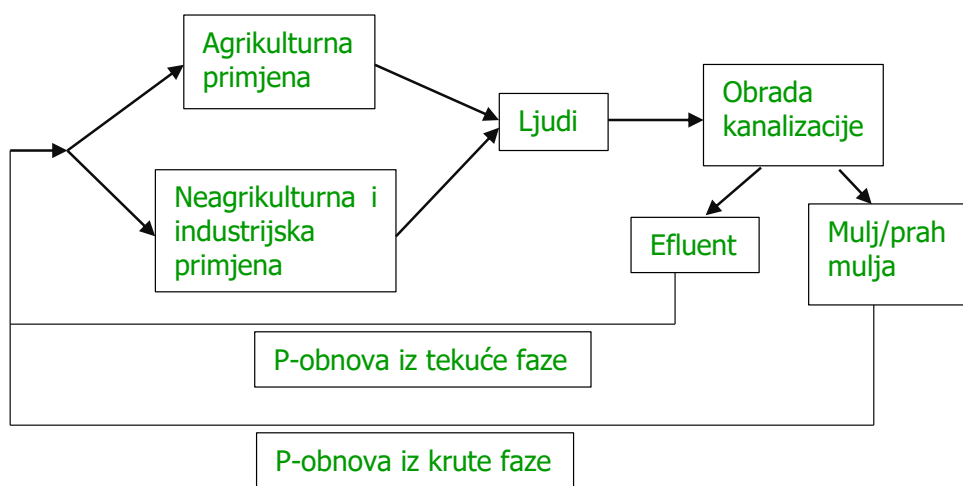 Agrikulturna
primjena
Neagrikulturna i
industrijska
primjena
Ljudi
Obrada
kanalizacije
Efluent
Mulj/prah
mulja
P-obnova iz tekuće faze
P-obnova iz krute faze